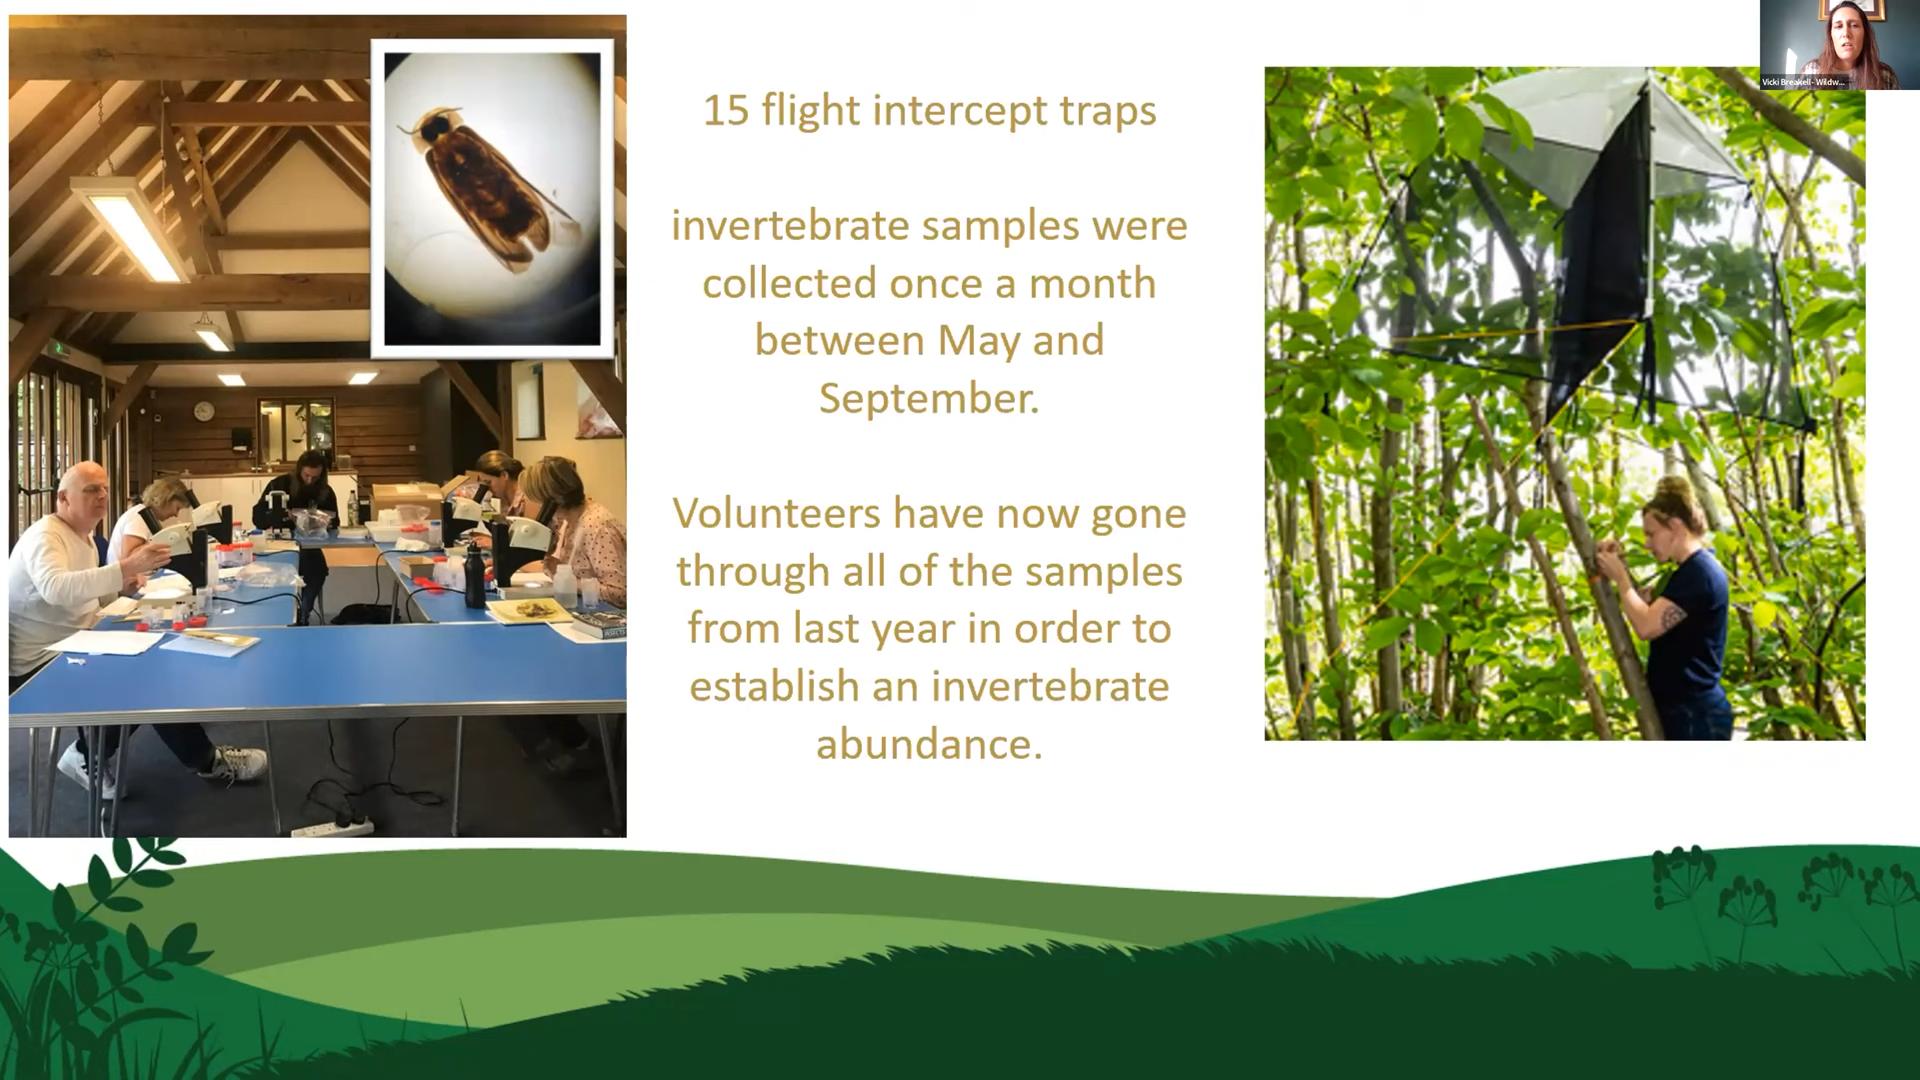 15 flight intercept traps
invertebrate samples were
collected once a month
between May and
September.
Volunteers have now gone
through all of the samples
from last year in order to
establish an invertebrate
abundance.
Vicki Breakell- Wildw...